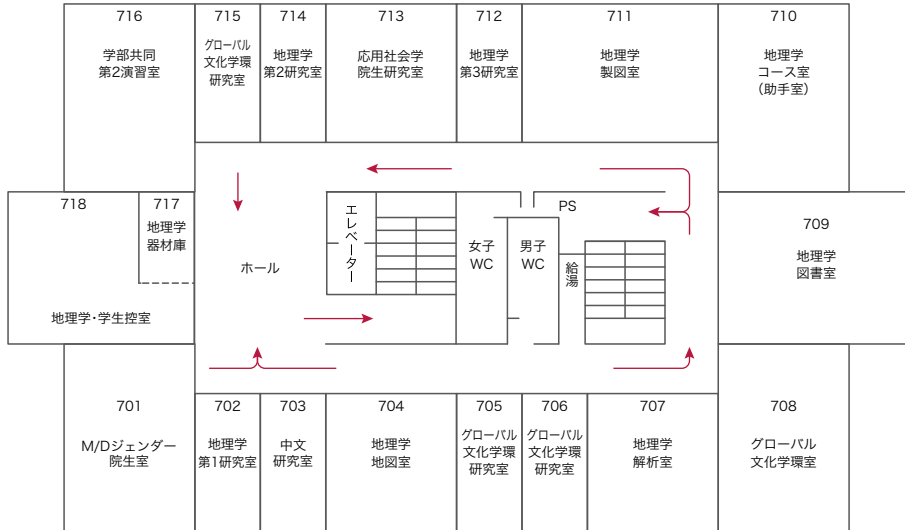 716
学部共同
第2演習室
715
グローバル
文化学環
研究室
714
地理学
第2研究室
713
応用社会学
院生研究室
712
地理学
第3研究室
711
地理学
製図室
710
地理学
コース室
（助手室）
718
地理学・学生控室
717
地理学
器材庫
ホール
エレベーター
女子
WC
男子
WC
PS
給湯
709
地理学
図書室
701
M/Dジェンダー
院生室
702
地理学
第1研究室
703
中文
研究室
704
地理学
地図室
705
グローバル
文化学環
研究室
706
グローバル
文化学環
研究室
707
地理学
解析室
708
グローバル
文化学環室